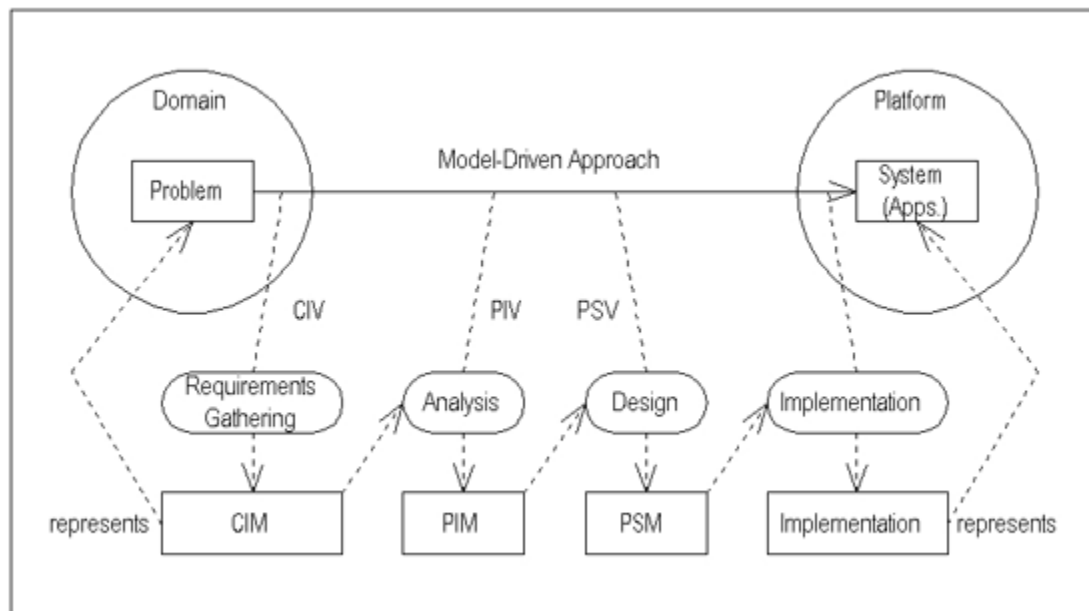 Domain
Platform
Model-Driven Approach
Problem
System
(Apps.)
CIV
PIV
PSV
Requirements
Gathering
Analysis
Design
Implementation
represents
CIM
PIM
PSM
Implementation
represents